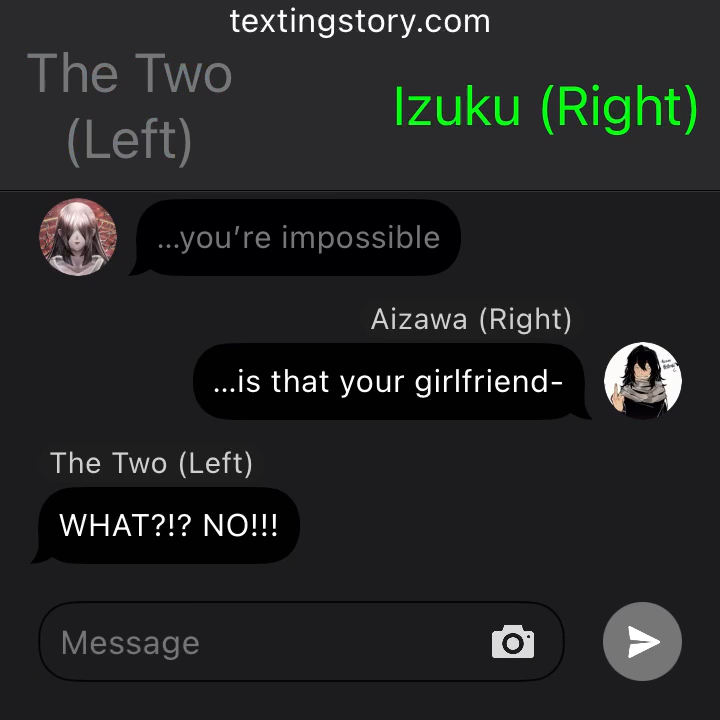 textingstory.com
The Two
(Left)
Izuku (Right)
...you’re impossible
Aizawa (Right)
...is that your girlfriend-
The Two (Left)
WHAT?!? NO!!!
Message